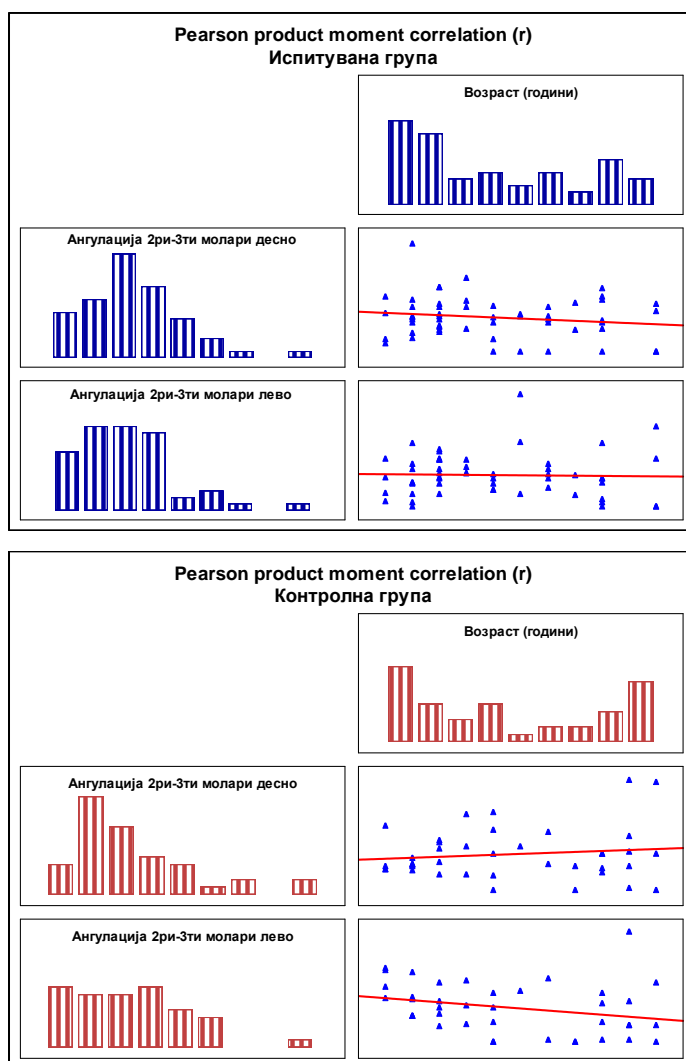 Pearson product moment correlation (r)
Испитувана група
Возраст (години)
Ангулација 2ри-3ти молари десно
Ангулација 2ри-3ти молари лево
Pearson product moment correlation (r)
Контролна група
Возраст (години)
Ангулација 2ри-3ти молари десно
Ангулација 2ри-3ти молари лево